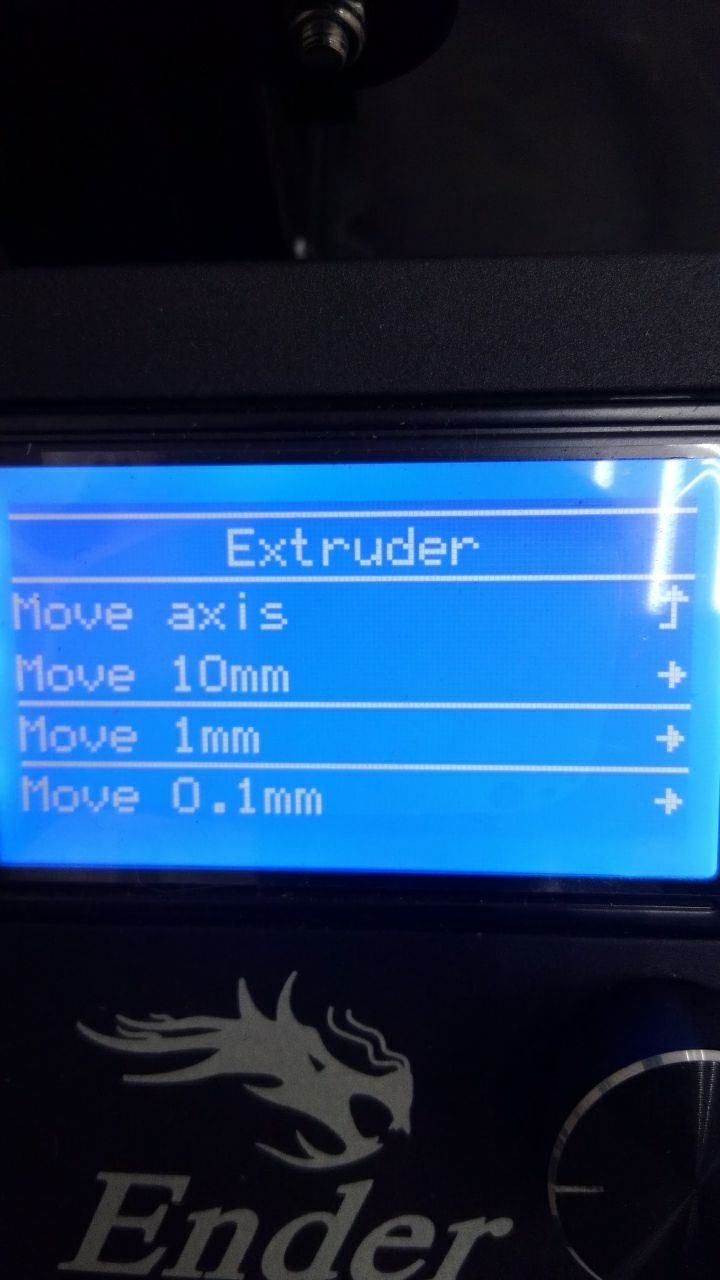 Extruder
Move axis
Move 10mm
Move 1mm
Move 0.1mm
Ender